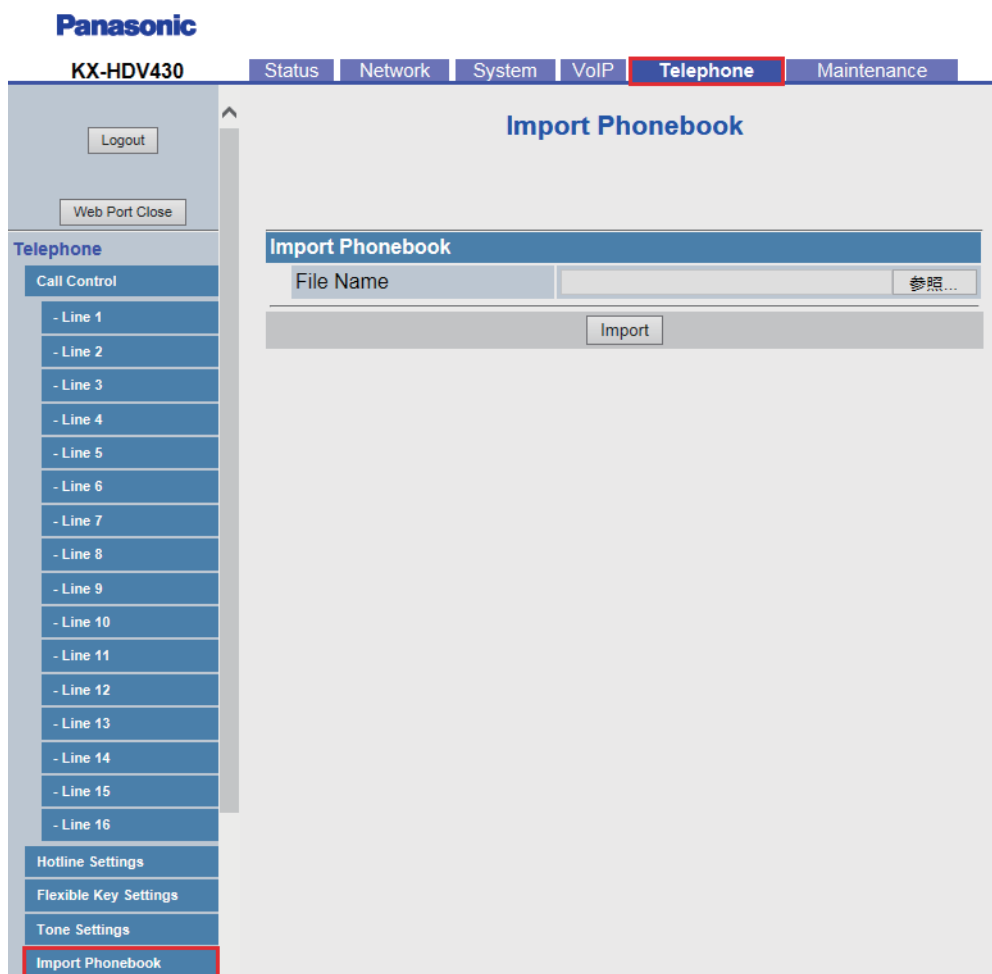 Panasonic
KX-HDV430
Status Network System VoIP Telephone Maintenance
Logout
Web Port Close
Telephone
Call Control
- Line 1
- Line 2
- Line 3
- Line 4
- Line 5
- Line 6
- Line 7
- Line 8
- Line 9
- Line 10
- Line 11
- Line 12
- Line 13
- Line 14
- Line 15
- Line 16
Hotline Settings
Flexible Key Settings
Tone Settings
Import Phonebook
Import Phonebook
Import Phonebook
File Name 参照...
Import